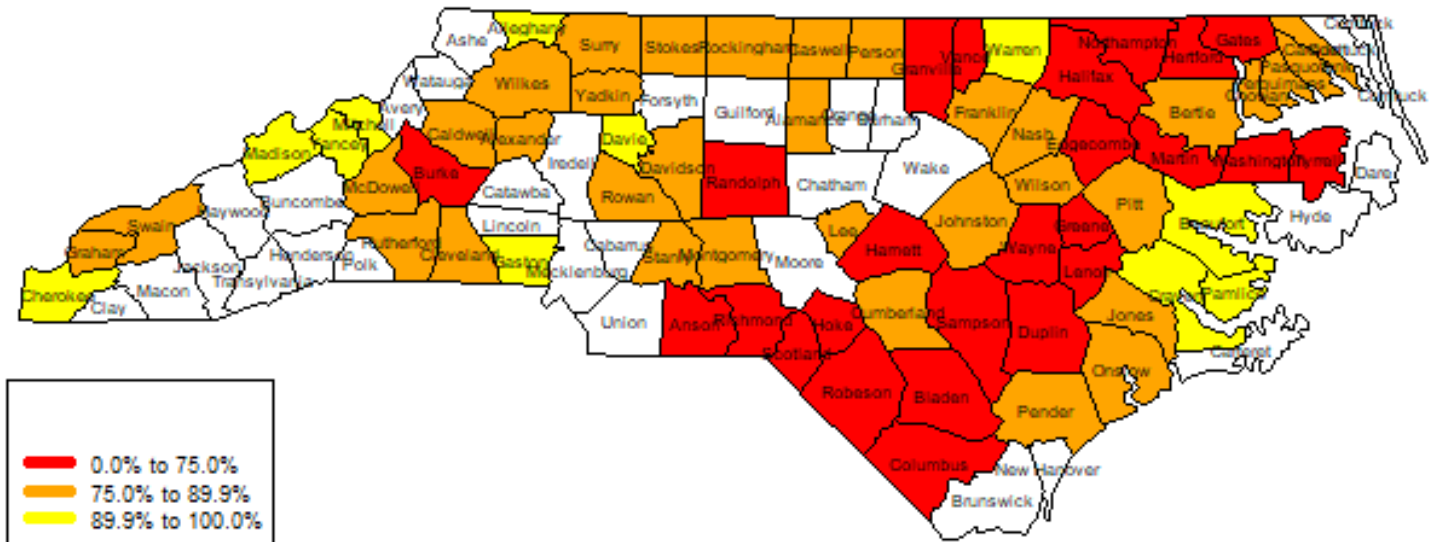 Ashe
Alleghany
Surry
Stokes
Rockingham
Caswell
Person
Granville
Vance
Warren
Northampton
Halifax
Hertford
Gates
Watauga
Wilkes
Yadkin
Forsyth
Guilford
Alamance
Orange
Durham
Franklin
Nash
Edgecombe
Bertie
Perquimans
Avery
Mitchell
Yancey
Madison
Caldwell
Alexander
Iredell
Davie
Davidson
Randolph
Chatham
Wake
Wilson
Martin
Washington
Tyrrell
Dare
Burke
McDowell
Catawba
Rowan
Buncombe
Haywood
Swain
Graham
Cherokee
Clay
Macon
Jackson
Transylvania
Henderson
Polk
Rutherford
Cleveland
Lincoln
Gaston
Mecklenburg
Cabarrus
Stanly
Montgomery
Moore
Lee
Harnett
Johnston
Wayne
Greene
Lenoir
Pitt
Beaufort
Hyde
Craven
Pamlico
Jones
Carteret
Onslow
Union
Anson
Richmond
Scotland
Hoke
Cumberland
Sampson
Duplin
Robeson
Bladen
Pender
Columbus
New Hanover
Brunswick
0.0% to 75.0%
75.0% to 89.9%
89.9% to 100.0%